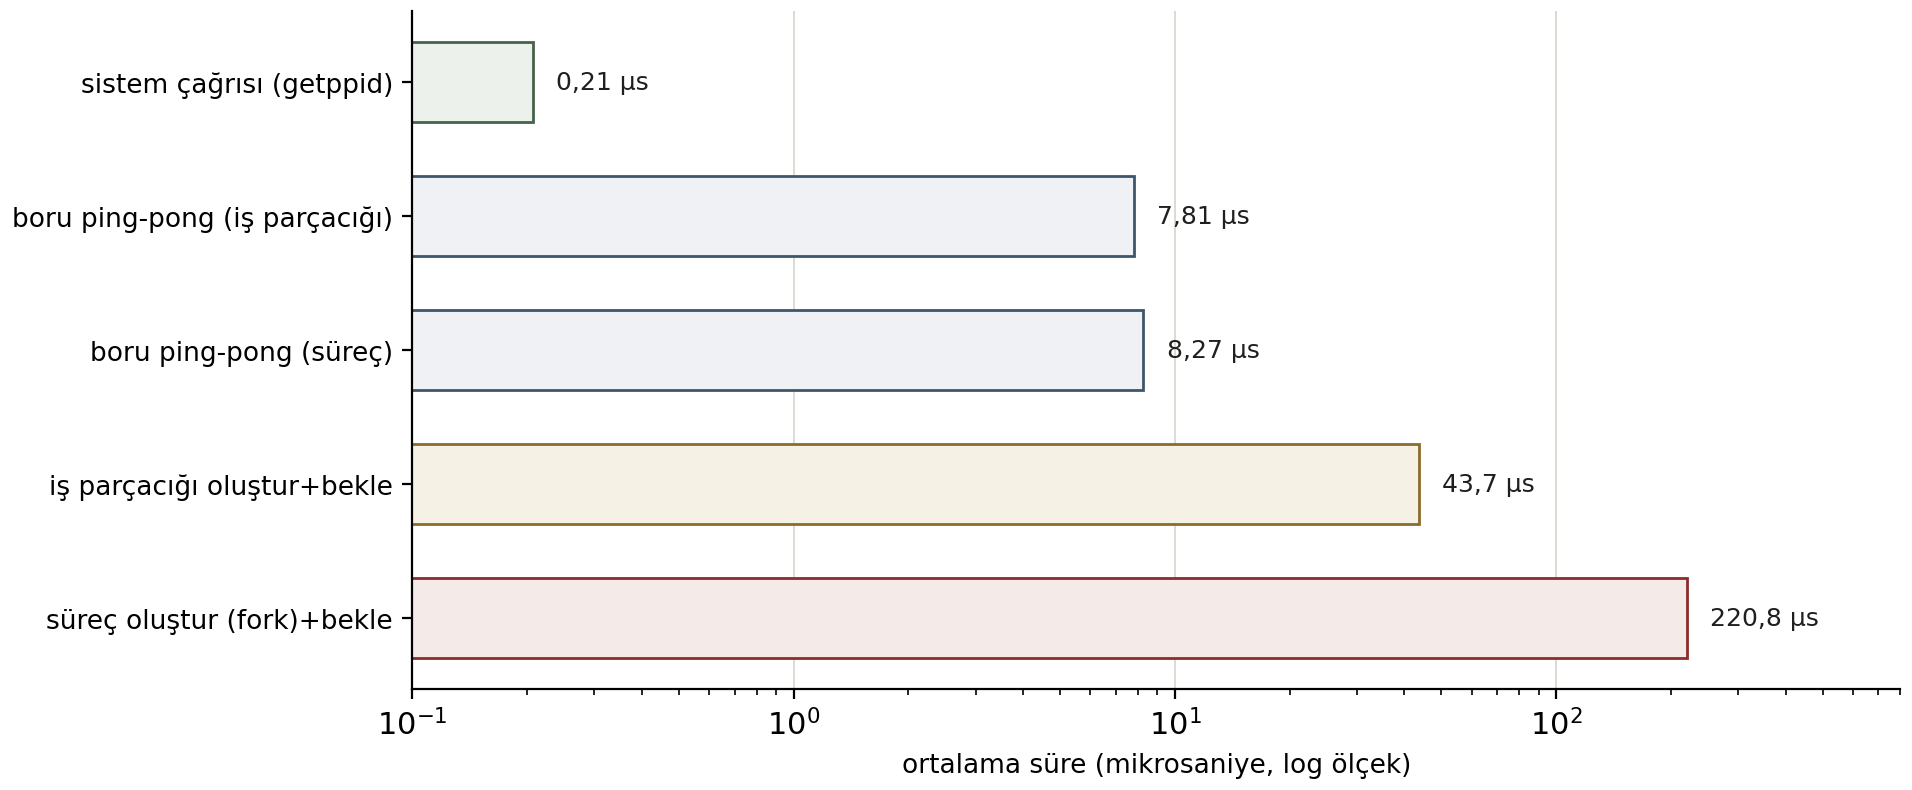 sistem çağrısı (getppid)
0,21 µs
boru ping-pong (iş parçacığı)
7,81 µs
boru ping-pong (süreç)
8,27 µs
iş parçacığı oluştur+bekle
43,7 µs
süreç oluştur (fork)+bekle
220,8 µs
10⁻¹ 10⁰ 10¹ 10²
ortalama süre (mikrosaniye, log ölçek)